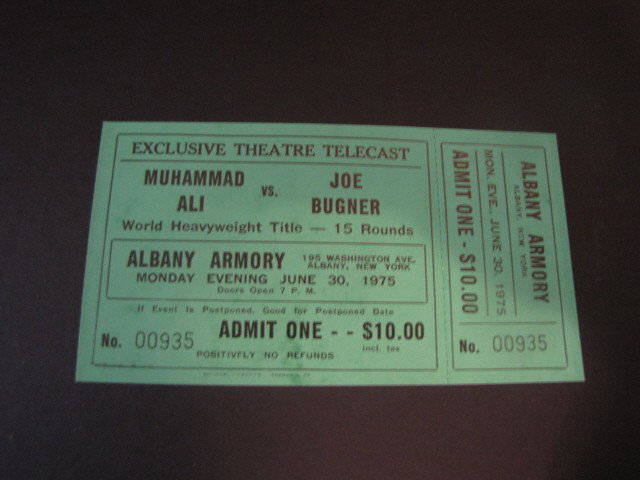 EXCLUSIVE THEATRE TELECAST
MUHAMMAD ALI vs. JOE BUGNER
World Heavyweight Title — 15 Rounds
ALBANY ARMORY 195 WASHINGTON AVE. ALBANY, NEW YORK
MONDAY EVENING JUNE 30, 1975
Doors Open 7 P. M.
If Event is Postponed, Good for Postponed Date
No. 00935 ADMIT ONE - - $10.00
incl. tax
POSITIVELY NO REFUNDS
ALBANY ARMORY
ALBANY, NEW YORK
MON. EVE., JUNE 30, 1975
ADMIT ONE - $10.00
No. 00935